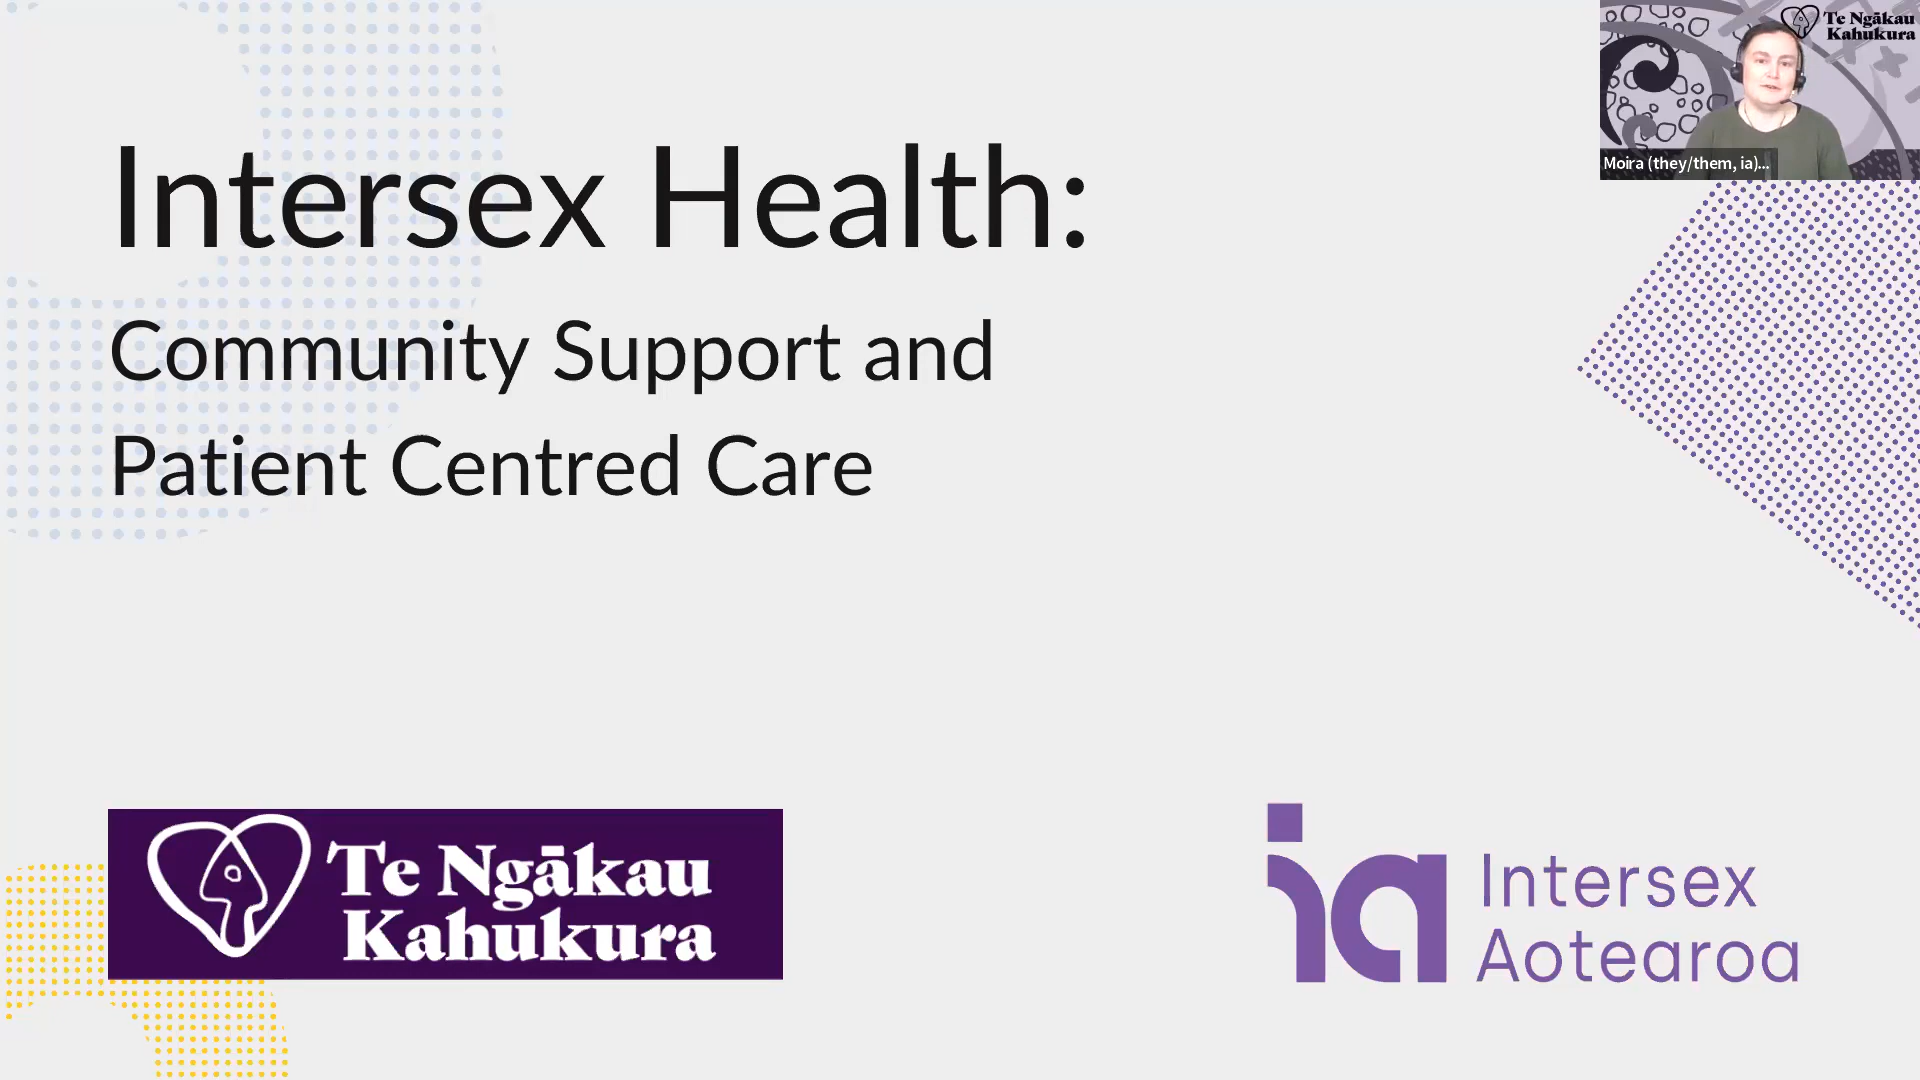 Intersex Health:
Community Support and
Patient Centred Care
Te Ngākau
Kahukura
Moira (they/them, ia)...
Te Ngākau
Kahukura
ia
Intersex
Aotearoa